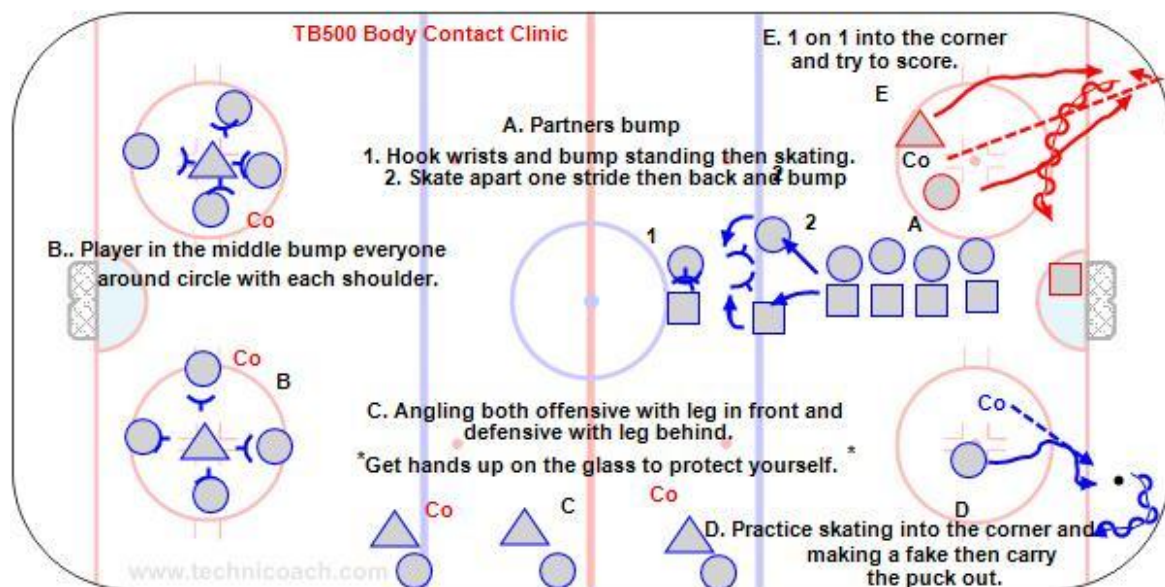 TB500 Body Contact Clinic
E. 1 on 1 into the corner
and try to score.
E
A. Partners bump
Co
1. Hook wrists and bump standing then skating.
2. Skate apart one stride then back and bump
2
Co
1
2
A
B.. Player in the middle bump everyone
around circle with each shoulder.
Co
B
C. Angling both offensive with leg in front and
defensive with leg behind.
*Get hands up on the glass to protect yourself. *
Co
Co
C
Co
D
D. Practice skating into the corner and
making a fake then carry
the puck out.
www.technicoach.com